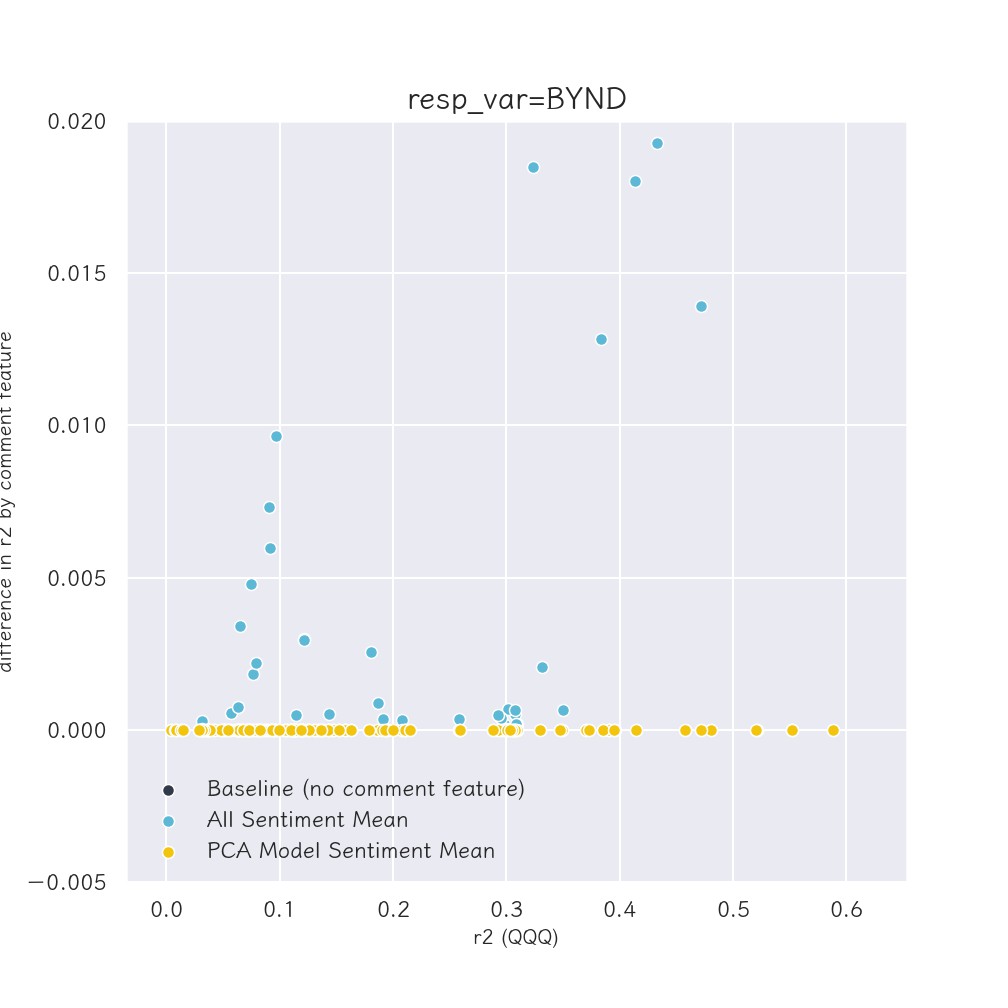 resp_var=BYND
0.020
0.015
0.010
0.005
0.000
−0.005
difference in r2 by comment feature
Baseline (no comment feature)
All Sentiment Mean
PCA Model Sentiment Mean
0.0 0.1 0.2 0.3 0.4 0.5 0.6
r2 (QQQ)